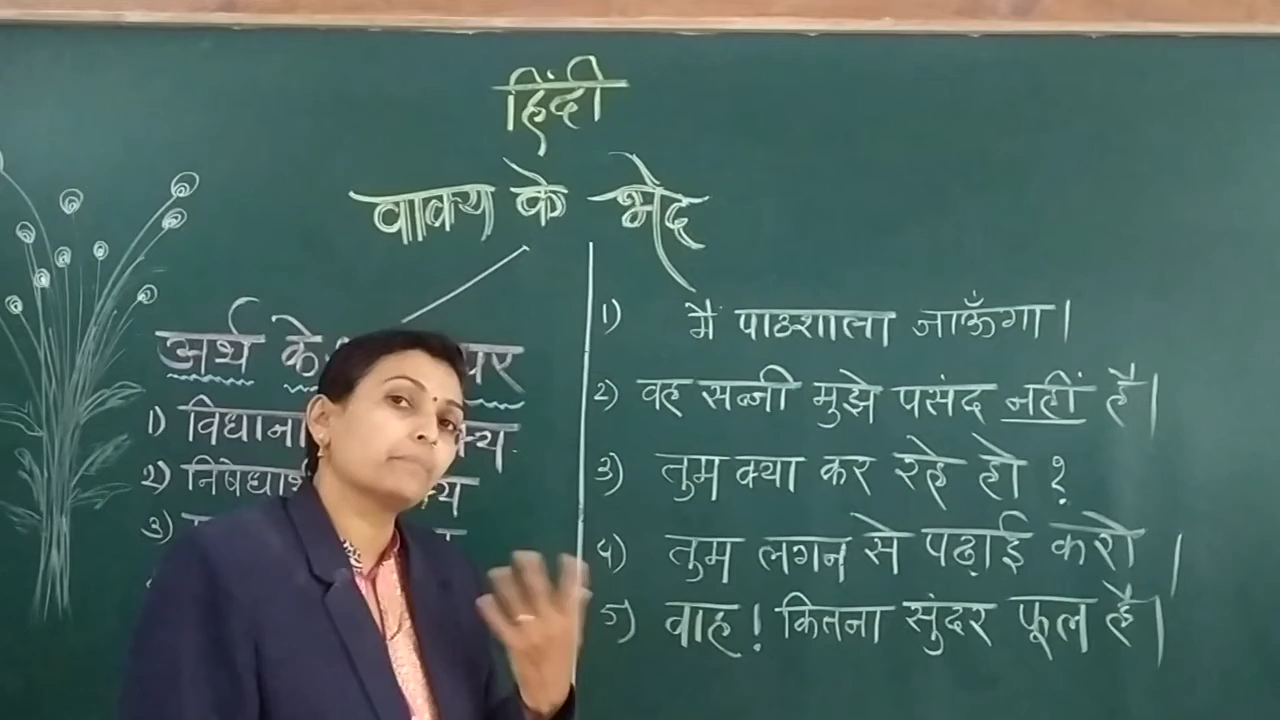 हिंदी
वाक्य के भेद
अर्थ के पर
1)
2)
3)
1) मैं पाठशाला जाऊँगा।
2) वह सब्जी मुझे पसंद नहीं है।
3) तुम क्या कर रहे हो ?
4) तुम लगन से पढ़ाई करो ।
5) वाह ! कितना सुंदर फूल है।